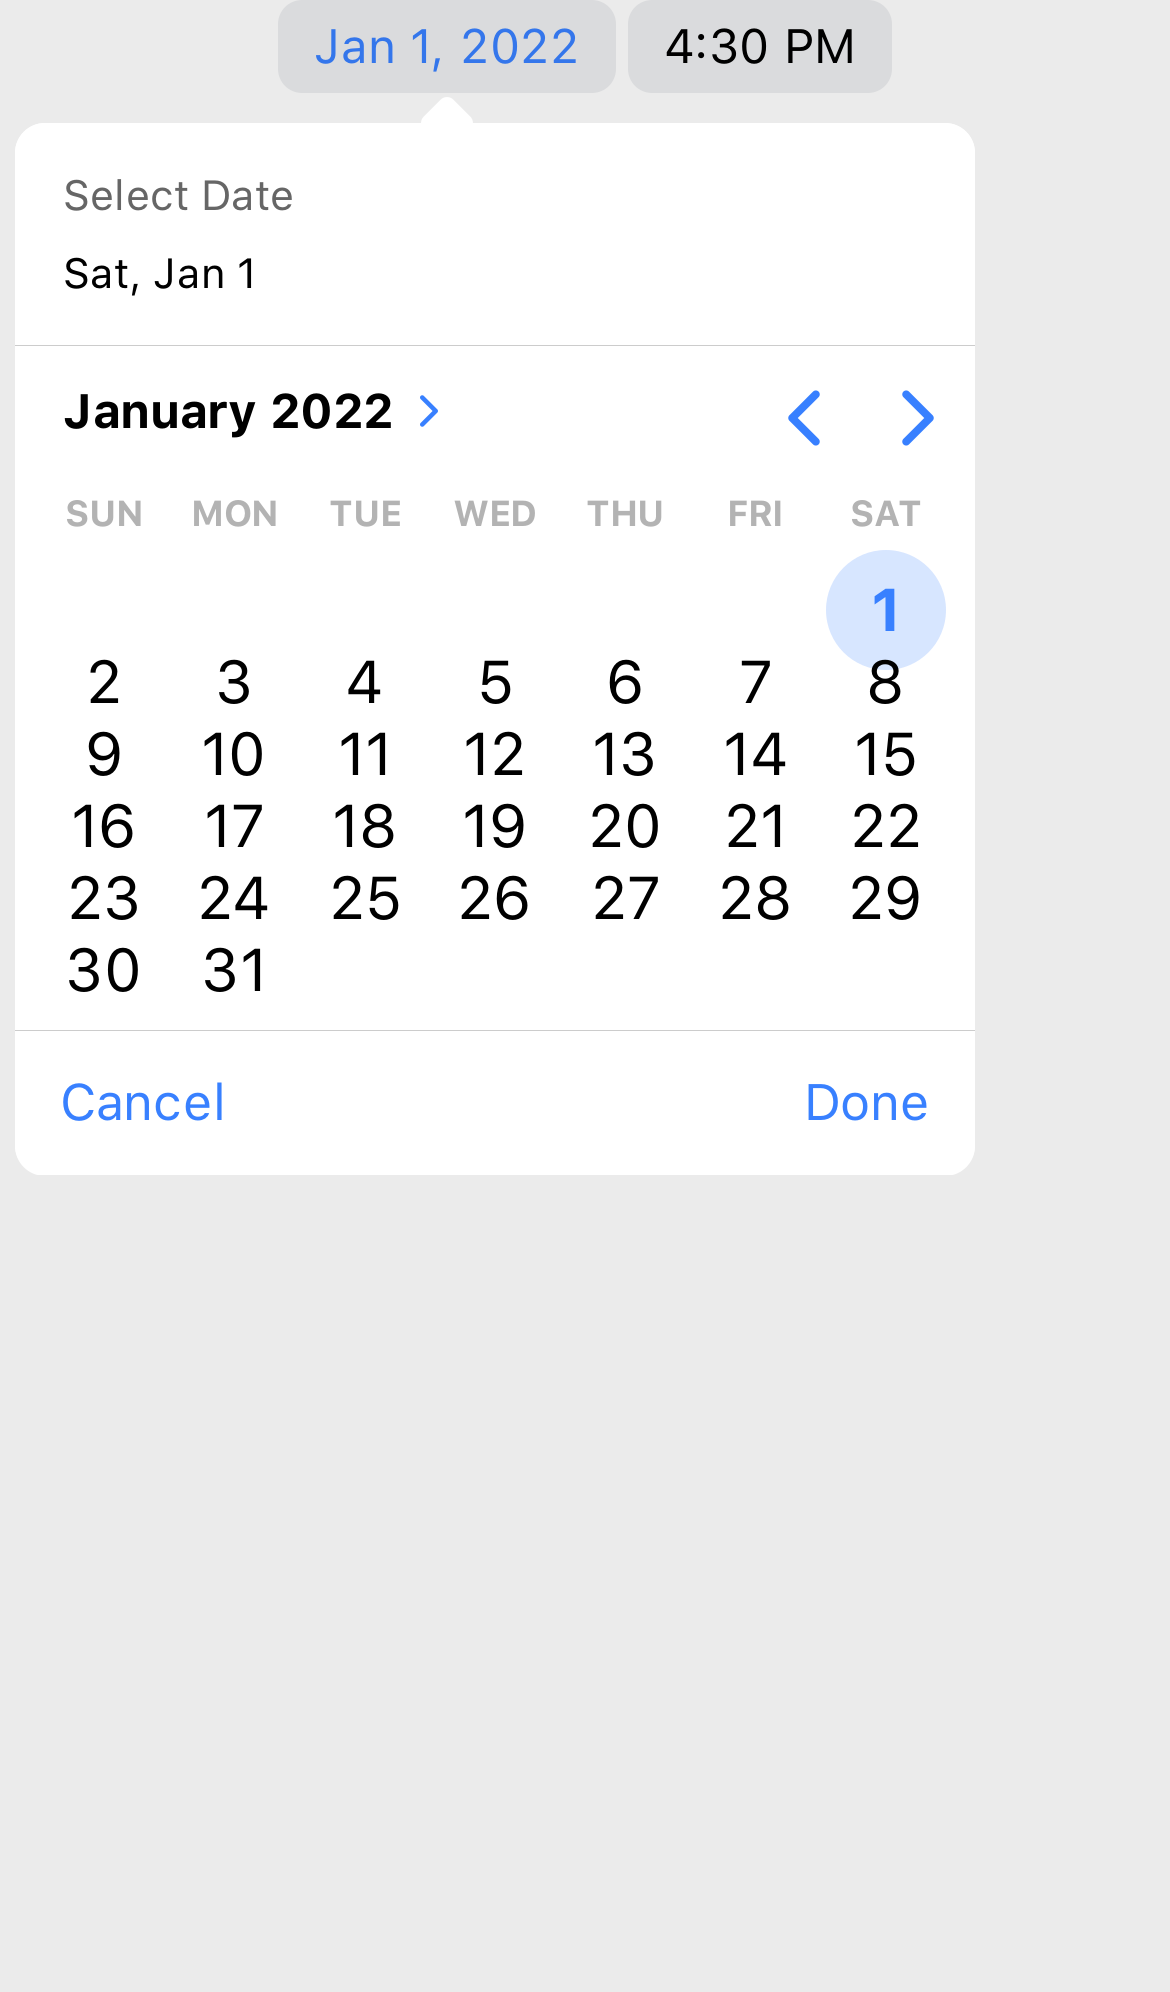 Jan 1, 2022 4:30 PM
Select Date
Sat, Jan 1
January 2022
SUN MON TUE WED THU FRI SAT
1
2 3 4 5 6 7 8
9 10 11 12 13 14 15
16 17 18 19 20 21 22
23 24 25 26 27 28 29
30 31
Cancel Done